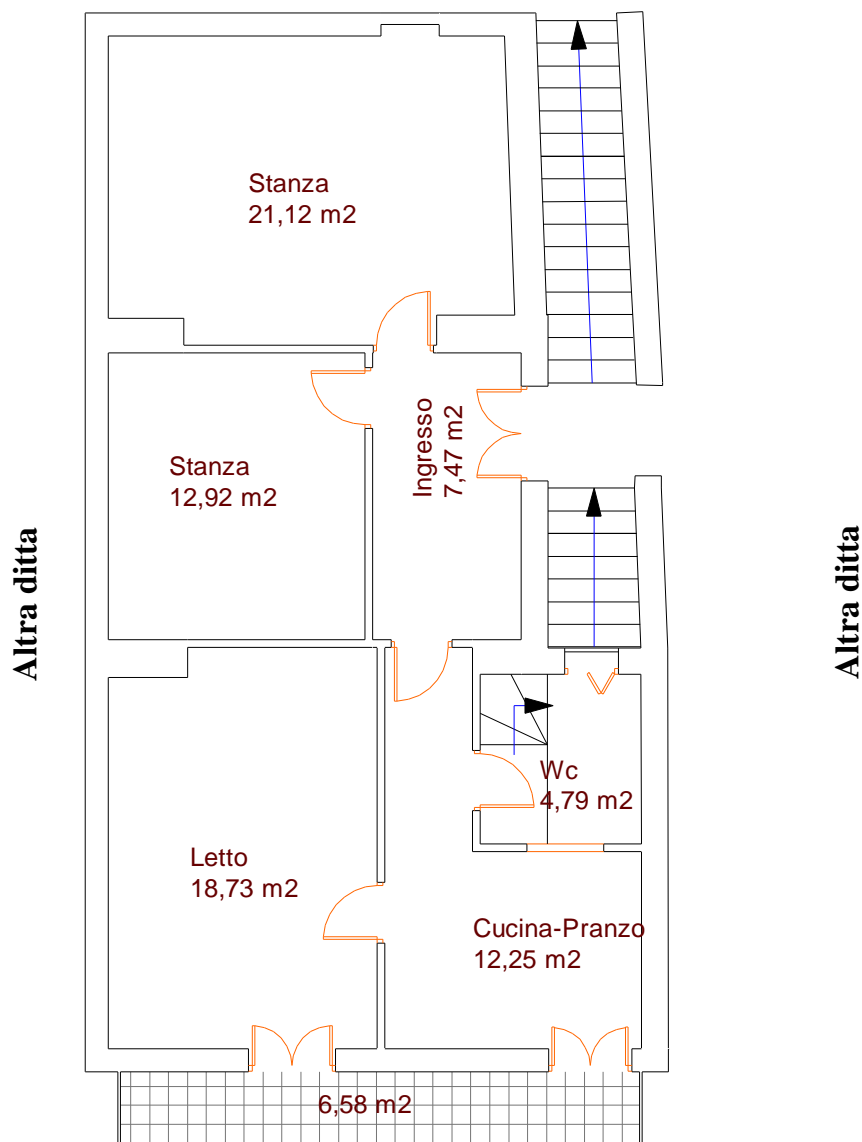 Stanza
21,12 m2
Stanza
12,92 m2
Ingresso
7,47 m2
Altra ditta
Altra ditta
Wc
4,79 m2
Letto
18,73 m2
Cucina-Pranzo
12,25 m2
6,58 m2